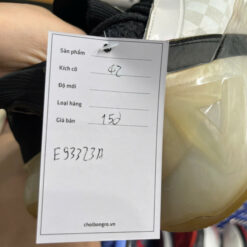 Sản phẩm
Kích cỡ 42
Độ mới
Loại hàng
Giá bán 150
E93323A
choibongro.vn